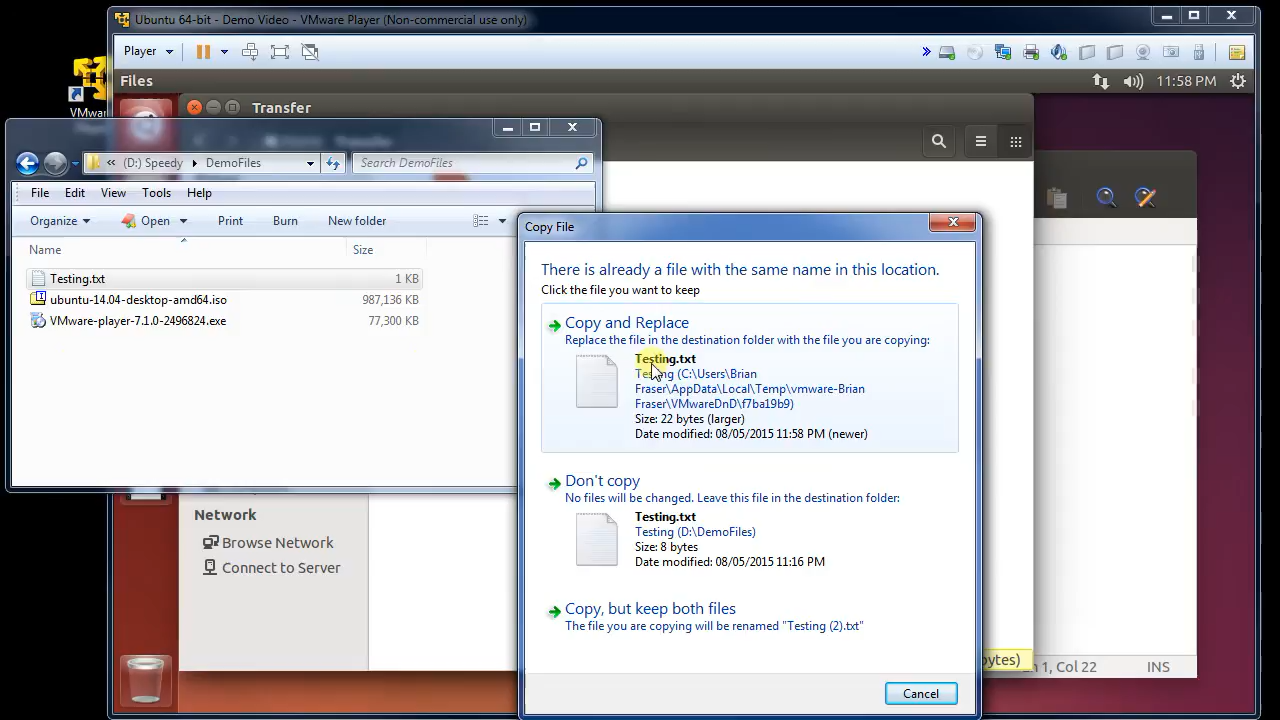 Ubuntu 64-bit - Demo Video - VMware Player (Non-commercial use only)
Player
Files
11:58 PM
VMwa
Transfer
(D:) Speedy
DemoFiles
Search DemoFiles
File Edit View Tools Help
Organize Open Print Burn New folder
Name Size
Testing.txt 1 KB
ubuntu-14.04-desktop-amd64.iso 987,136 KB
VMware-player-7.1.0-2496824.exe 77,300 KB
Copy File
There is already a file with the same name in this location.
Click the file you want to keep
Copy and Replace
Replace the file in the destination folder with the file you are copying:
Testing.txt
Testing (C:\Users\Brian
Fraser\AppData\Local\Temp\vmware-Brian
Fraser\VMwareDnD\f7ba19b9)
Size: 22 bytes (larger)
Date modified: 08/05/2015 11:58 PM (newer)
Don't copy
No files will be changed. Leave this file in the destination folder:
Testing.txt
Testing (D:\DemoFiles)
Size: 8 bytes
Date modified: 08/05/2015 11:16 PM
Copy, but keep both files
The file you are copying will be renamed "Testing (2).txt"
Cancel
Network
Browse Network
Connect to Server
bytes)
Ln 1, Col 22 INS